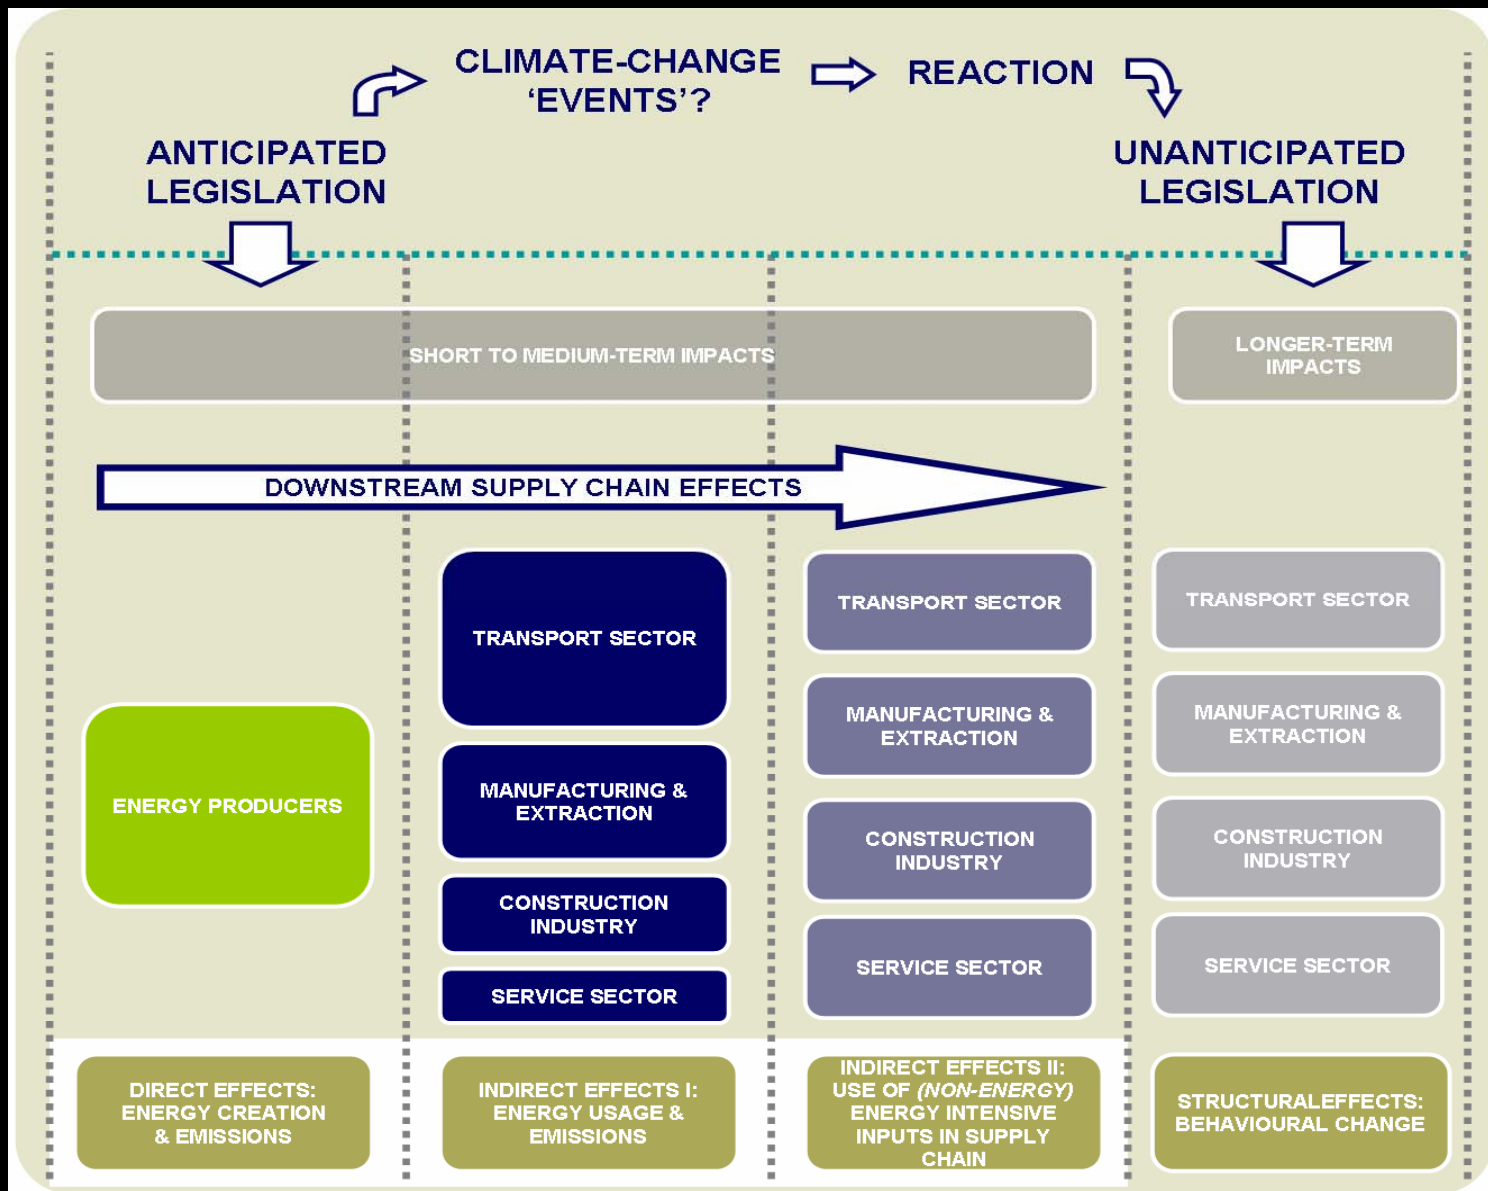 CLIMATE-CHANGE
‘EVENTS’?
REACTION
ANTICIPATED
LEGISLATION
UNANTICIPATED
LEGISLATION
SHORT TO MEDIUM-TERM IMPACTS
LONGER-TERM
IMPACTS
DOWNSTREAM SUPPLY CHAIN EFFECTS
ENERGY PRODUCERS
TRANSPORT SECTOR
MANUFACTURING &
EXTRACTION
CONSTRUCTION
INDUSTRY
SERVICE SECTOR
TRANSPORT SECTOR
MANUFACTURING &
EXTRACTION
CONSTRUCTION
INDUSTRY
SERVICE SECTOR
TRANSPORT SECTOR
MANUFACTURING &
EXTRACTION
CONSTRUCTION
INDUSTRY
SERVICE SECTOR
DIRECT EFFECTS:
ENERGY CREATION
& EMISSIONS
INDIRECT EFFECTS I:
ENERGY USAGE &
EMISSIONS
INDIRECT EFFECTS II:
USE OF (NON-ENERGY)
ENERGY INTENSIVE
INPUTS IN SUPPLY
CHAIN
STRUCTURALEFFECTS:
BEHAVIOURAL CHANGE